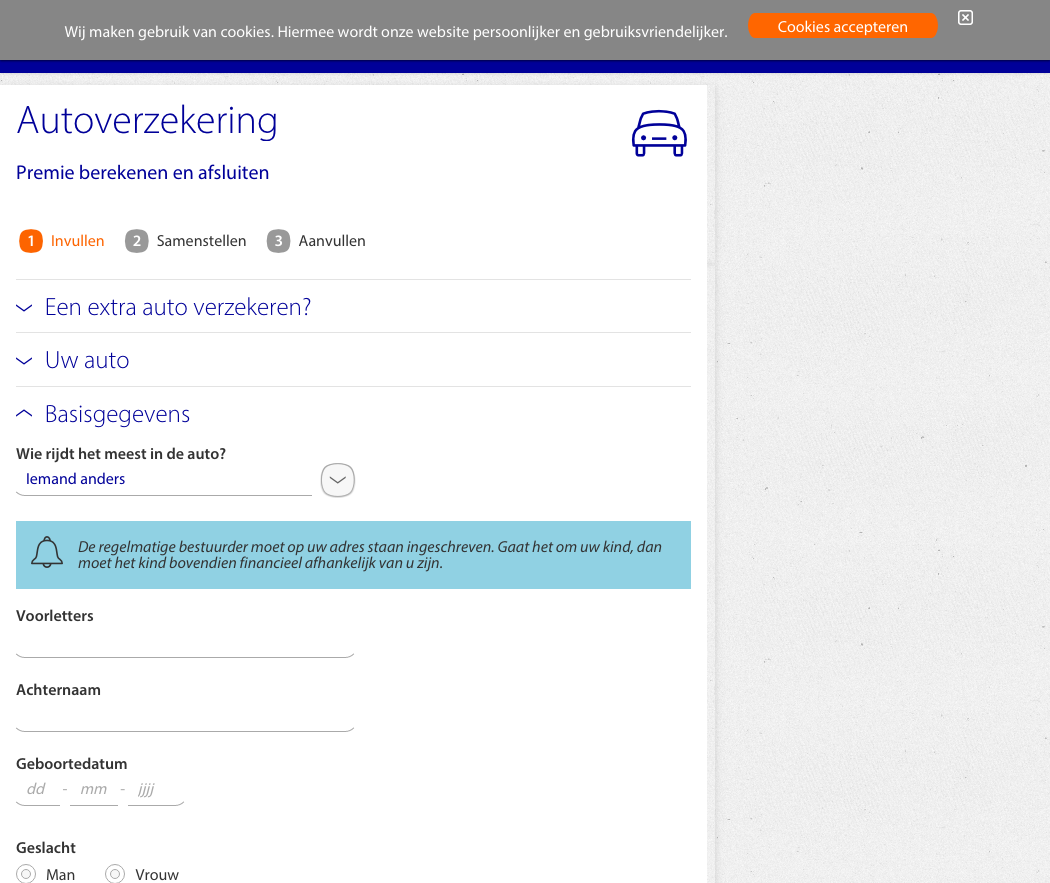 Wij maken gebruik van cookies. Hiermee wordt onze website persoonlijker en gebruiksvriendelijker.
Cookies accepteren
Autoverzekering
Premie berekenen en afsluiten
1 Invullen 2 Samenstellen 3 Aanvullen
Een extra auto verzekeren?
Uw auto
Basisgegevens
Wie rijdt het meest in de auto?
Iemand anders
De regelmatige bestuurder moet op uw adres staan ingeschreven. Gaat het om uw kind, dan
moet het kind bovendien financieel afhankelijk van u zijn.
Voorletters
Achternaam
Geboortedatum
dd - mm - jjjj
Geslacht
Man Vrouw